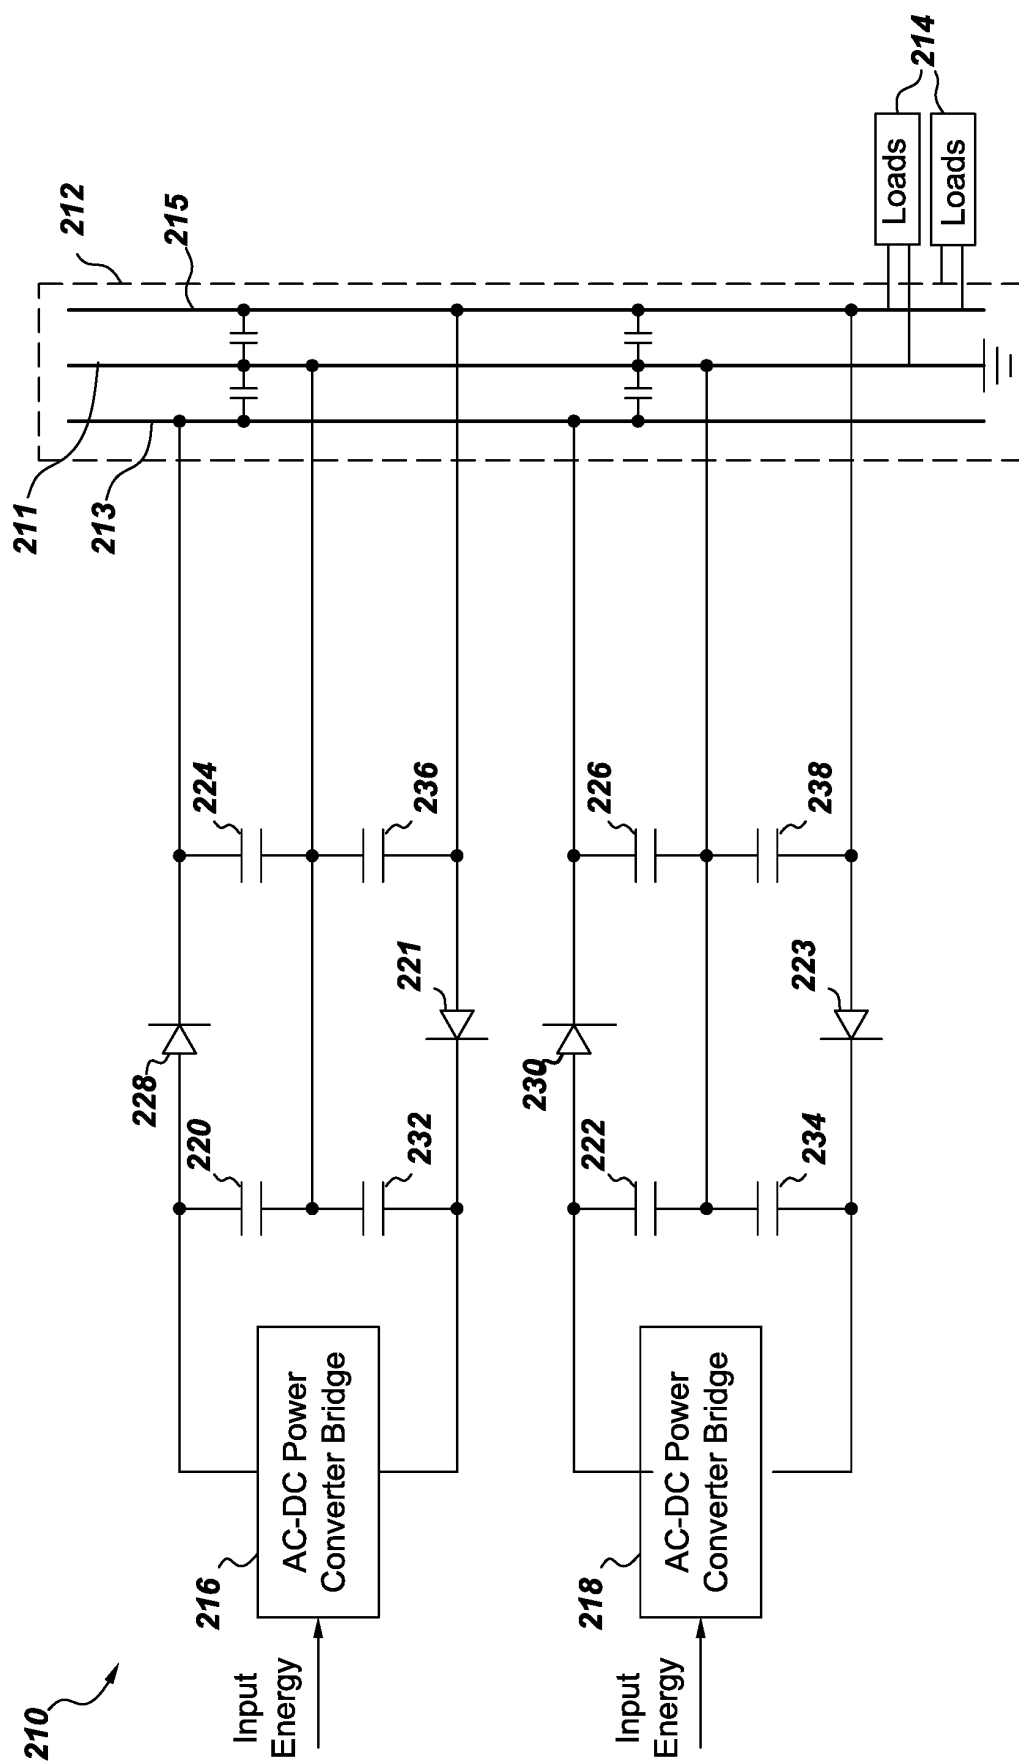 210
Input
Energy
216
AC-DC Power
Converter Bridge
228
220
232
221
224
236
211
213
212
215
Input
Energy
218
AC-DC Power
Converter Bridge
230
222
234
223
226
238
Loads
Loads
214